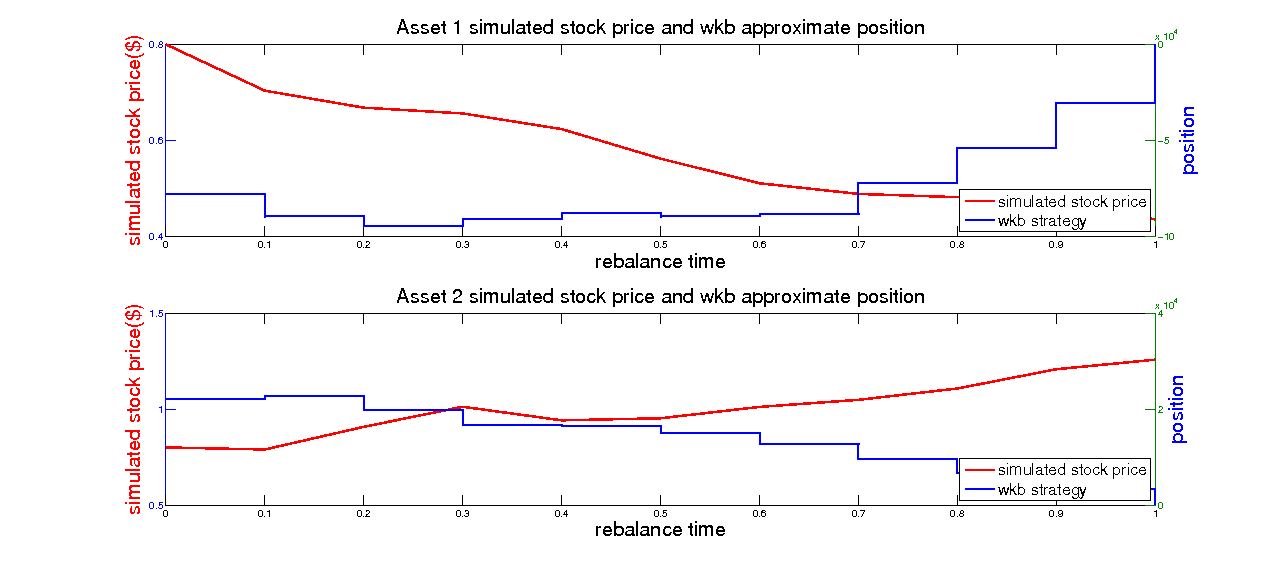 Asset 1 simulated stock price and wkb approximate position
simulated stock price($)
0.8
0.6
0.4
x 10^4
0
-5
-10
position
simulated stock price
wkb strategy
0 0.1 0.2 0.3 0.4 0.5 0.6 0.7 0.8 0.9 1
rebalance time
Asset 2 simulated stock price and wkb approximate position
simulated stock price($)
1.5
1
0.5
x 10^4
4
2
0
position
simulated stock price
wkb strategy
0 0.1 0.2 0.3 0.4 0.5 0.6 0.7 0.8 0.9 1
rebalance time